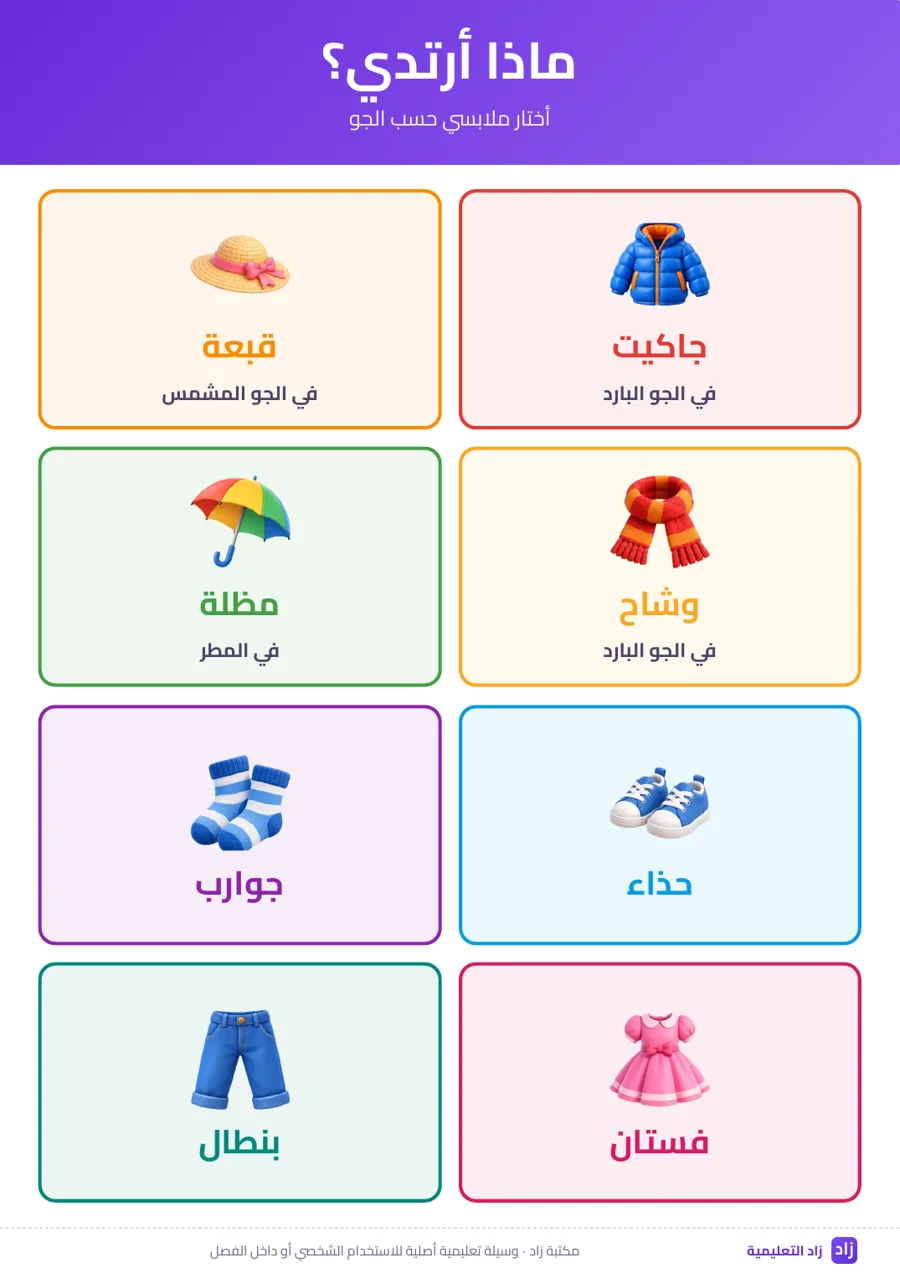 ماذا أرتدي؟
أختار ملابسي حسب الجو
جاكيت
في الجو البارد
قبعة
في الجو المشمس
وشاح
في الجو البارد
مظلة
في المطر
حذاء
جوارب
فستان
بنطال
زاد
زاد التعليمية
مكتبة زاد · وسيلة تعليمية أصلية للاستخدام الشخصي أو داخل الفصل